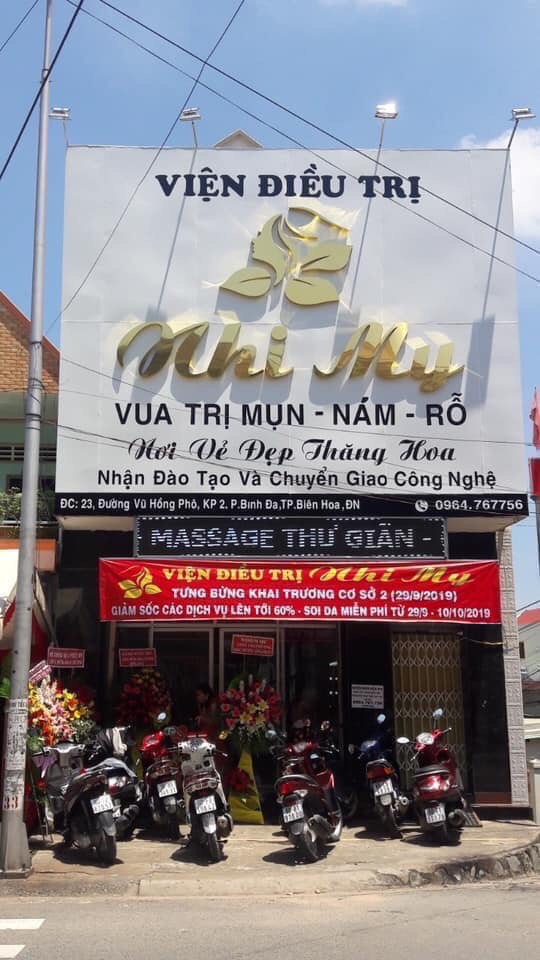 VIỆN ĐIỀU TRỊ
Nhi My
VUA TRỊ MỤN - NÁM - RỖ
Nơi Vẻ Đẹp Thăng Hoa
Nhận Đào Tạo Và Chuyển Giao Công Nghệ
ĐC: 23, Đường Vũ Hồng Phô, KP 2. P.Bình Đa,TP.Biên Hoa,ĐN
0964.767756
MASSAGE THƯ GIÃN -
VIỆN ĐIỀU TRỊ Nhi My
TƯNG BỪNG KHAI TRƯƠNG CƠ SỞ 2 (29/9/2019)
GIẢM SỐC CÁC DỊCH VỤ LÊN TỚI 60% - SOI DA MIỄN PHÍ TỪ 29/9 - 10/10/2019
33